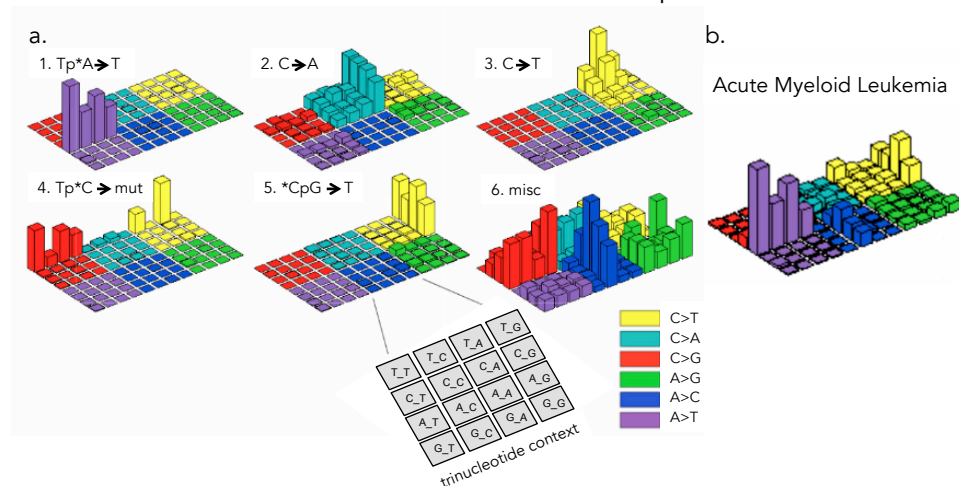 a.
b.
1. Tp*A→T
2. C→A
3. C→T
Acute Myeloid Leukemia
4. Tp*C → mut
5. *CpG → T
6. misc
T_T T_C T_A T_G
C_T C_C C_A C_G
A_T A_C A_A A_G
G_T G_C G_A G_G
trinucleotide context
C>T
C>A
C>G
A>G
A>C
A>T